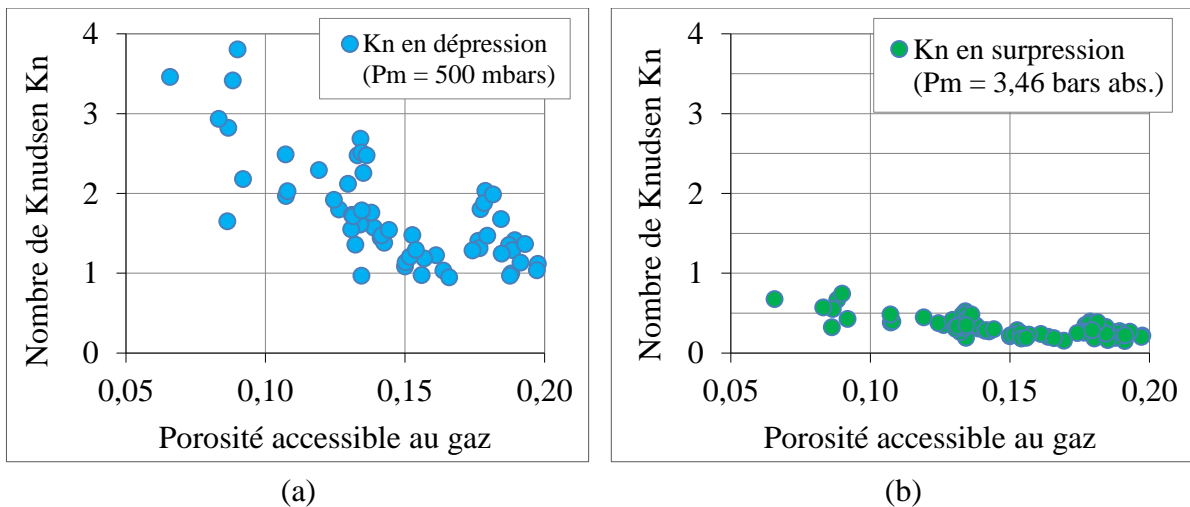 Nombre de Knudsen Kn
4
3
2
1
0
Kn en dépression
(Pm = 500 mbars)
0,05 0,10 0,15 0,20
Porosité accessible au gaz
(a)
Nombre de Knudsen Kn
4
3
2
1
0
Kn en surpression
(Pm = 3,46 bars abs.)
0,05 0,10 0,15 0,20
Porosité accessible au gaz
(b)